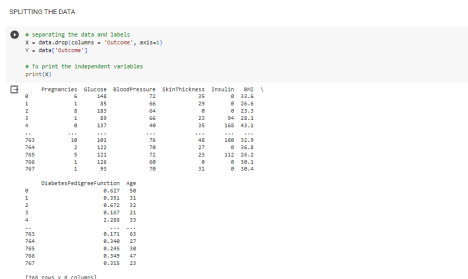 SPLITTING THE DATA
# separating the data and labels
X = data.drop(columns = 'Outcome', axis=1)
Y = data['Outcome']
# To print the independent variables
print(X)
Pregnancies Glucose BloodPressure SkinThickness Insulin BMI \
0 6 148 72 35 0 33.6
1 1 85 66 29 0 26.6
2 8 183 64 0 0 23.3
3 1 89 66 23 94 28.1
4 0 137 40 35 168 43.1
.. ... ... ... ... ... ...
763 10 101 76 48 180 32.9
764 2 122 70 27 0 36.8
765 5 121 72 23 112 26.2
766 1 126 60 0 0 30.1
767 1 93 70 31 0 30.4
DiabetesPedigreeFunction Age
0 0.627 50
1 0.351 31
2 0.672 32
3 0.167 21
4 2.288 33
.. ... ...
763 0.171 63
764 0.340 27
765 0.245 30
766 0.349 47
767 0.315 23
[768 rows x 8 columns]